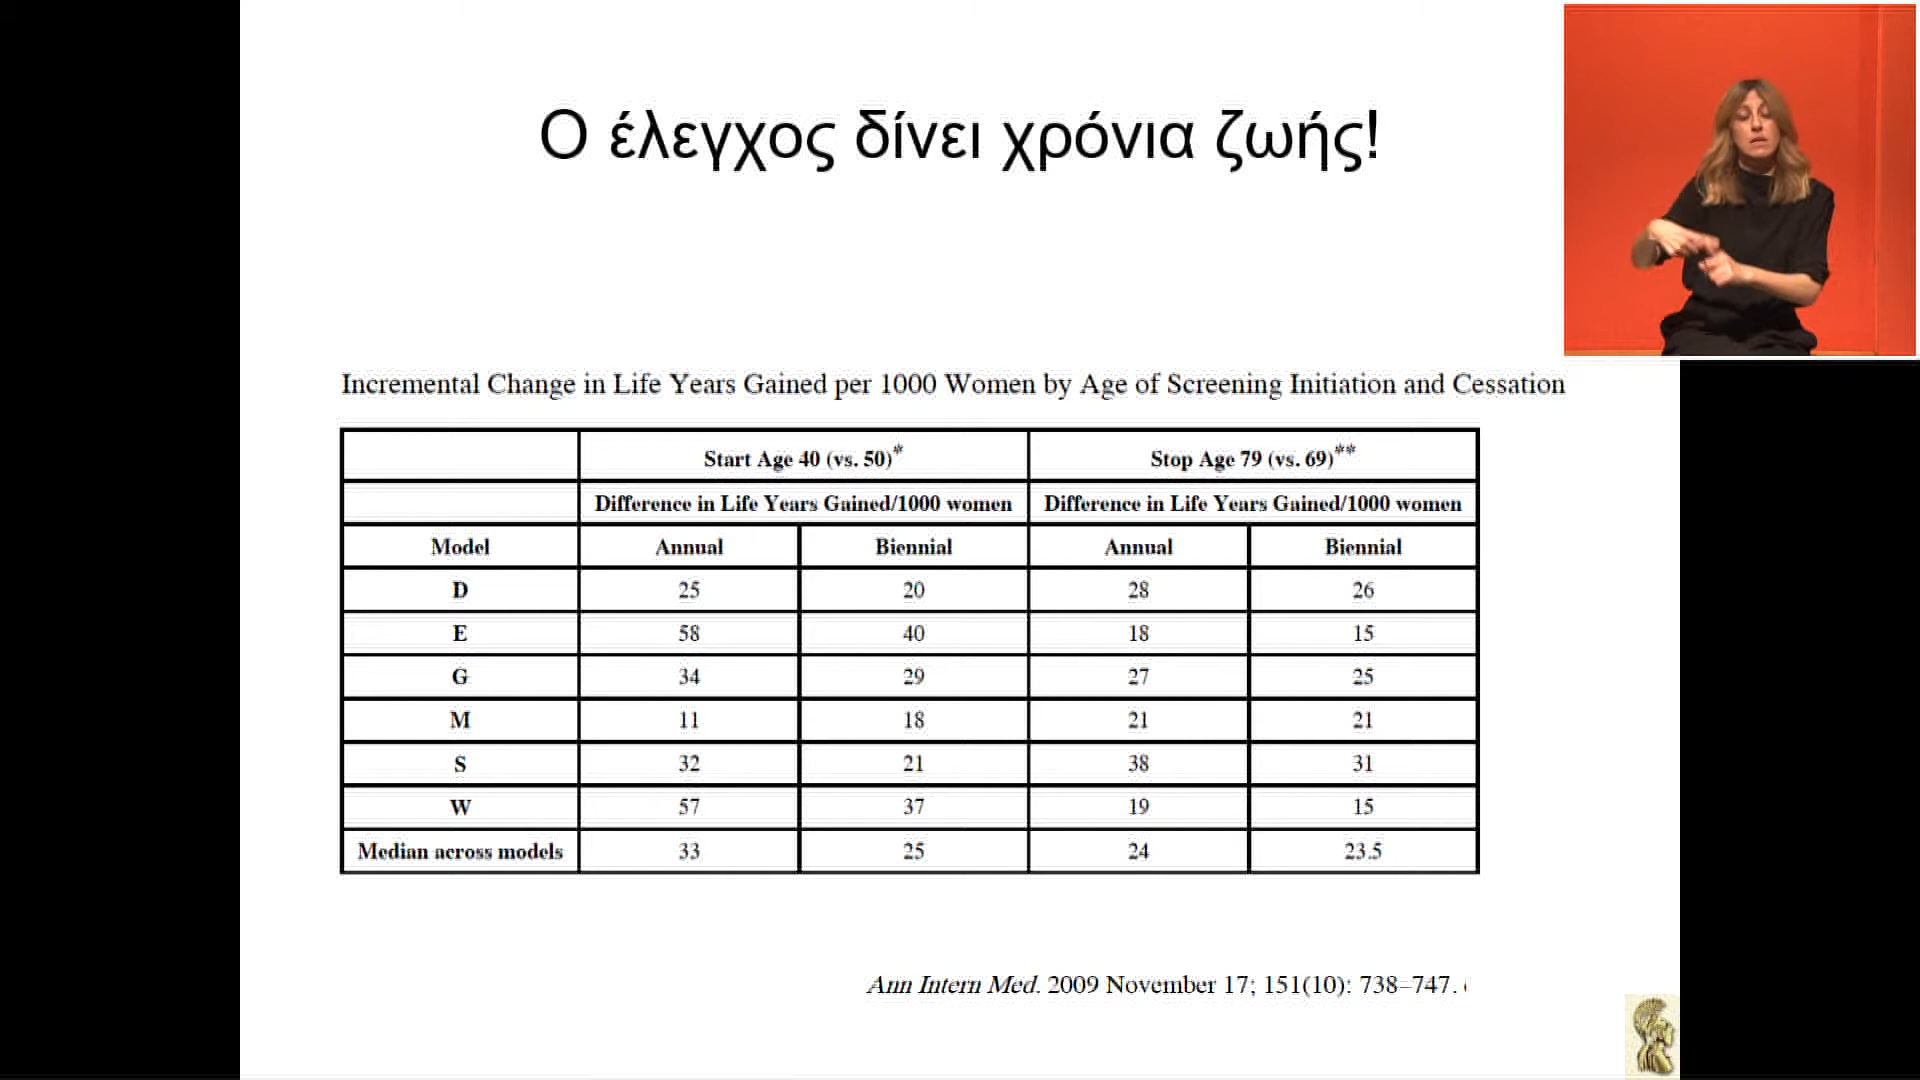 Ο έλεγχος δίνει χρόνια ζωής!
Incremental Change in Life Years Gained per 1000 Women by Age of Screening Initiation and Cessation
Start Age 40 (vs. 50)* Stop Age 79 (vs. 69)**
Difference in Life Years Gained/1000 women Difference in Life Years Gained/1000 women
Model Annual Biennial Annual Biennial
D 25 20 28 26
E 58 40 18 15
G 34 29 27 25
M 11 18 21 21
S 32 21 38 31
W 57 37 19 15
Median across models 33 25 24 23.5
Ann Intern Med. 2009 November 17; 151(10): 738–747.